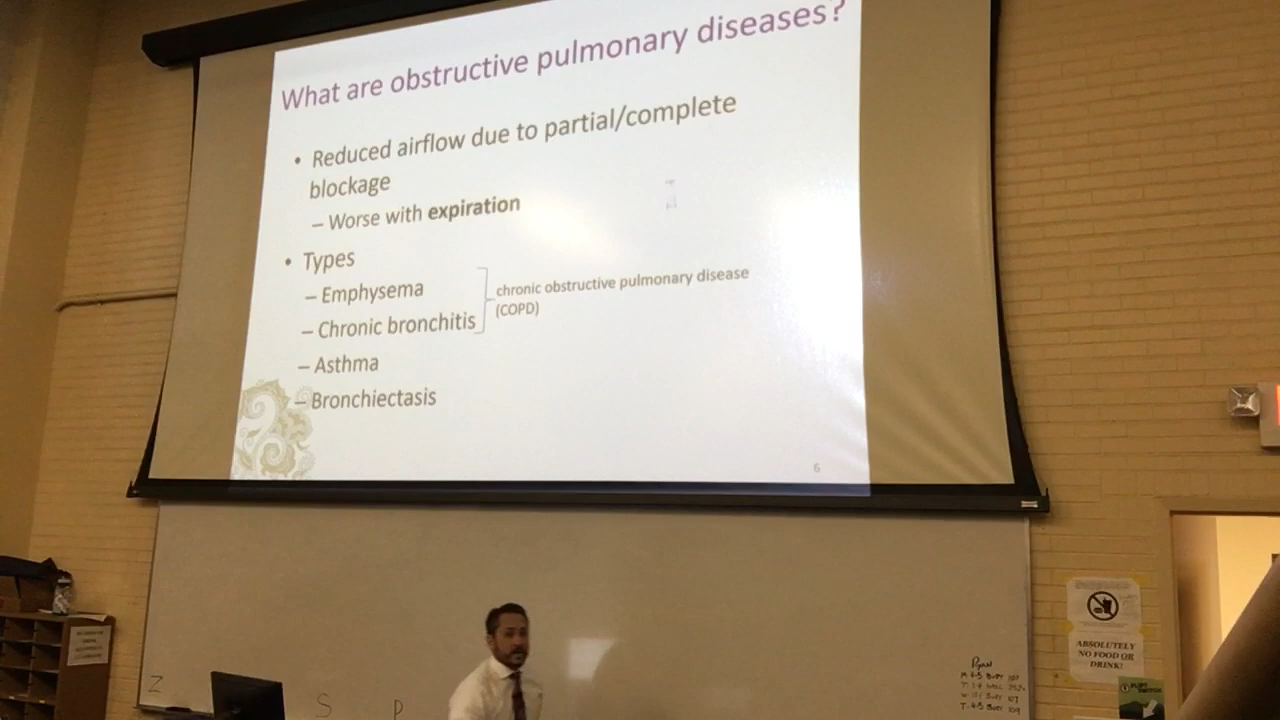 What are obstructive pulmonary diseases?
• Reduced airflow due to partial/complete
blockage
– Worse with expiration
• Types
– Emphysema
– Chronic bronchitis
chronic obstructive pulmonary disease
(COPD)
– Asthma
– Bronchiectasis
6
Z
S
P
Ryan
ABSOLUTELY
NO FOOD OR
DRINK!